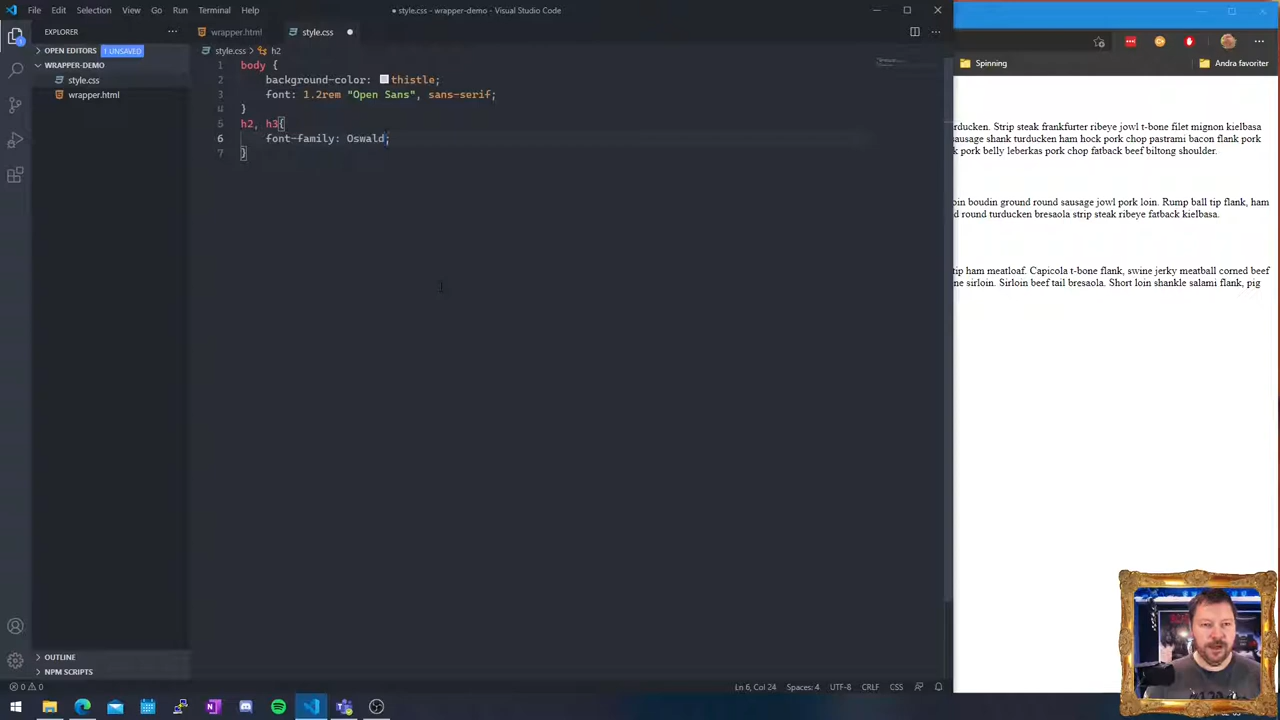 File Edit Selection View Go Run Terminal Help
● style.css - wrapper-demo - Visual Studio Code
EXPLORER
wrapper.html
style.css ●
OPEN EDITORS 1 UNSAVED
style.css > h2
Spinning
Andra favoriter
WRAPPER-DEMO
style.css
wrapper.html
1 body {
2 background-color: thistle;
3 font: 1.2rem "Open Sans", sans-serif;
4 }
5 h2, h3{
6 font-family: Oswald;
7 }
rducken. Strip steak frankfurter ribeye jowl t-bone filet mignon kielbasa
ausage shank turducken ham hock pork chop pastrami bacon flank pork
k pork belly leberkas pork chop fatback beef biltong shoulder.
oin boudin ground round sausage jowl pork loin. Rump ball tip flank, ham
d round turducken bresaola strip steak ribeye fatback kielbasa.
tip ham meatloaf. Capicola t-bone flank, swine jerky meatball corned beef
ne sirloin. Sirloin beef tail bresaola. Short loin shankle salami flank, pig
OUTLINE
NPM SCRIPTS
0 0
Ln 6, Col 24 Spaces: 4 UTF-8 CRLF CSS